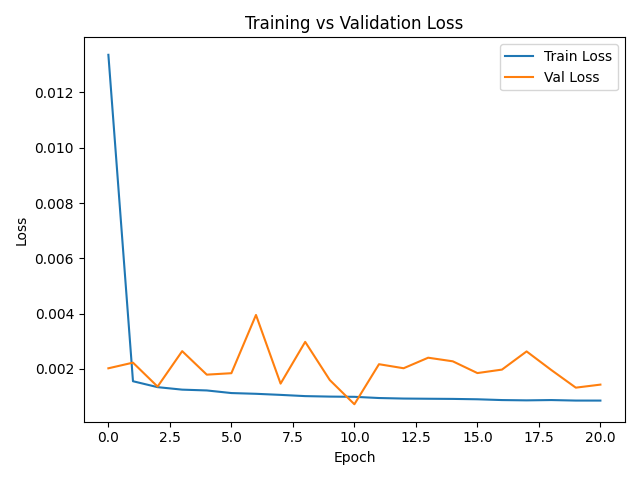 Training vs Validation Loss
Train Loss
Val Loss
0.012
0.010
0.008
0.006
0.004
0.002
Loss
0.0 2.5 5.0 7.5 10.0 12.5 15.0 17.5 20.0
Epoch